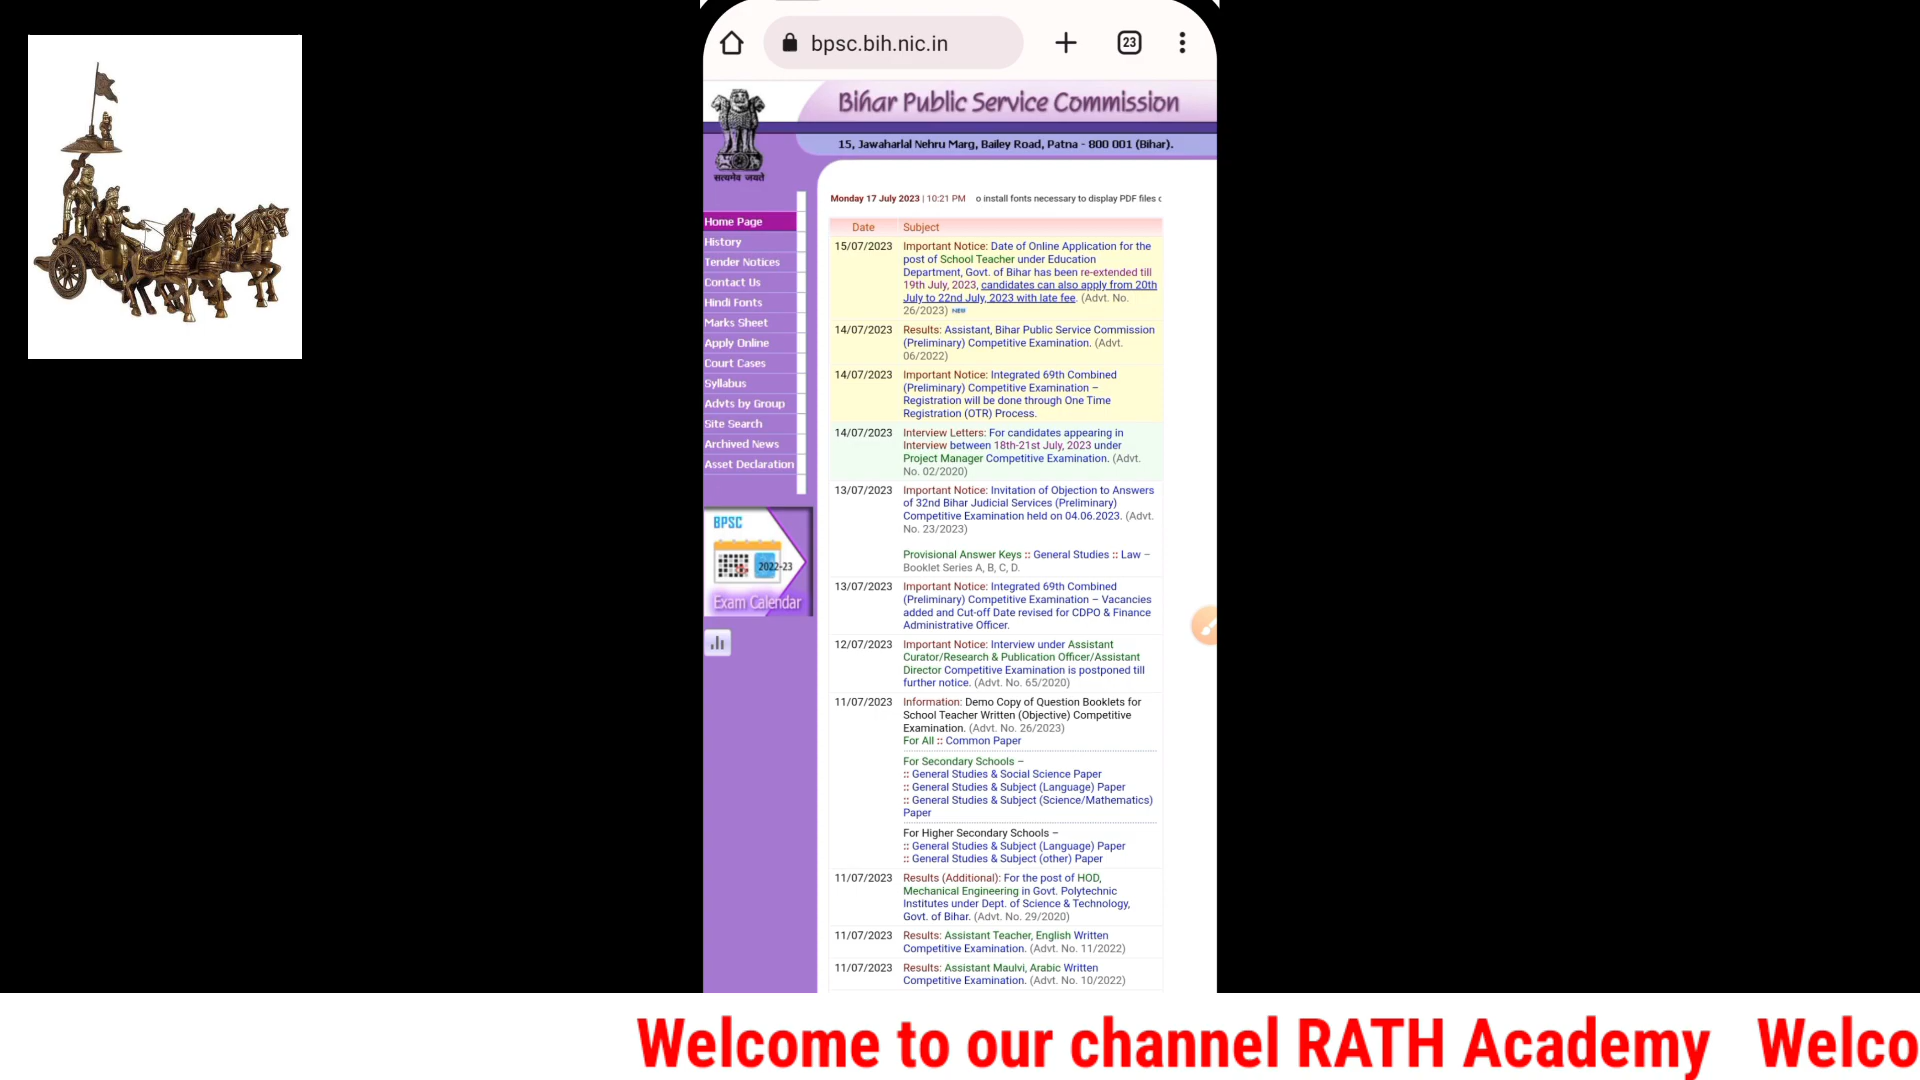 bpsc.bih.nic.in
23
Bihar Public Service Commission
15, Jawaharlal Nehru Marg, Bailey Road, Patna - 800 001 (Bihar).
सत्यमेव जयते
Monday 17 July 2023 | 10:21 PM o install fonts necessary to display PDF files
Home Page
History
Tender Notices
Contact Us
Hindi Fonts
Marks Sheet
Apply Online
Court Cases
Syllabus
Advts by Group
Site Search
Archived News
Asset Declaration
BPSC
2022-23
Exam Calendar
Date Subject
15/07/2023 Important Notice: Date of Online Application for the
post of School Teacher under Education
Department, Govt. of Bihar has been re-extended till
19th July, 2023, candidates can also apply from 20th
July to 22nd July, 2023 with late fee. (Advt. No.
26/2023) NEW
14/07/2023 Results: Assistant, Bihar Public Service Commission
(Preliminary) Competitive Examination. (Advt.
06/2022)
14/07/2023 Important Notice: Integrated 69th Combined
(Preliminary) Competitive Examination –
Registration will be done through One Time
Registration (OTR) Process.
14/07/2023 Interview Letters: For candidates appearing in
Interview between 18th-21st July, 2023 under
Project Manager Competitive Examination. (Advt.
No. 02/2020)
13/07/2023 Important Notice: Invitation of Objection to Answers
of 32nd Bihar Judicial Services (Preliminary)
Competitive Examination held on 04.06.2023. (Advt.
No. 23/2023)
Provisional Answer Keys :: General Studies :: Law –
Booklet Series A, B, C, D.
13/07/2023 Important Notice: Integrated 69th Combined
(Preliminary) Competitive Examination – Vacancies
added and Cut-off Date revised for CDPO & Finance
Administrative Officer.
12/07/2023 Important Notice: Interview under Assistant
Curator/Research & Publication Officer/Assistant
Director Competitive Examination is postponed till
further notice. (Advt. No. 65/2020)
11/07/2023 Information: Demo Copy of Question Booklets for
School Teacher Written (Objective) Competitive
Examination. (Advt. No. 26/2023)
For All :: Common Paper
For Secondary Schools –
:: General Studies & Social Science Paper
:: General Studies & Subject (Language) Paper
:: General Studies & Subject (Science/Mathematics)
Paper
For Higher Secondary Schools –
:: General Studies & Subject (Language) Paper
:: General Studies & Subject (other) Paper
11/07/2023 Results (Additional): For the post of HOD,
Mechanical Engineering in Govt. Polytechnic
Institutes under Dept. of Science & Technology,
Govt. of Bihar. (Advt. No. 29/2020)
11/07/2023 Results: Assistant Teacher, English Written
Competitive Examination. (Advt. No. 11/2022)
11/07/2023 Results: Assistant Maulvi, Arabic Written
Competitive Examination. (Advt. No. 10/2022)
Welcome to our channel RATH Academy Welco